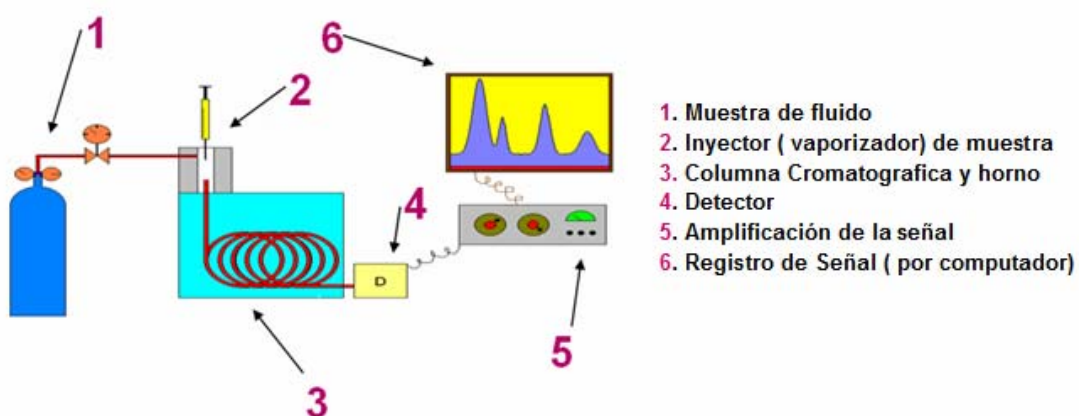 1
2
3
4
5
6
D
1. Muestra de fluido
2. Inyector ( vaporizador) de muestra
3. Columna Cromatografica y horno
4. Detector
5. Amplificación de la señal
6. Registro de Señal ( por computador)